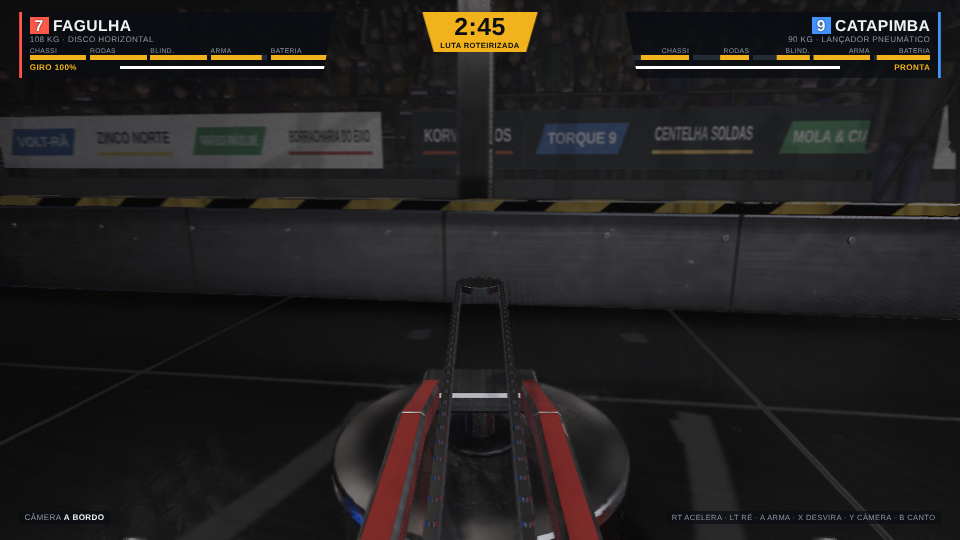 7 FAGULHA
108 KG · DISCO HORIZONTAL
CHASSI RODAS BLIND. ARMA BATERIA
GIRO 100%
2:45
LUTA ROTEIRIZADA
9 CATAPIMBA
90 KG · LANÇADOR PNEUMÁTICO
CHASSI RODAS BLIND. ARMA BATERIA
PRONTA
VOLT-RÃ
ZINCO NORTE
BORRACHARIA DO EIXO
TORQUE 9
CENTELHA SOLDAS
MOLA & CIA
CÂMERA A BORDO
RT ACELERA · LT RÉ · A ARMA · X DESVIRA · Y CÂMERA · B CANTO